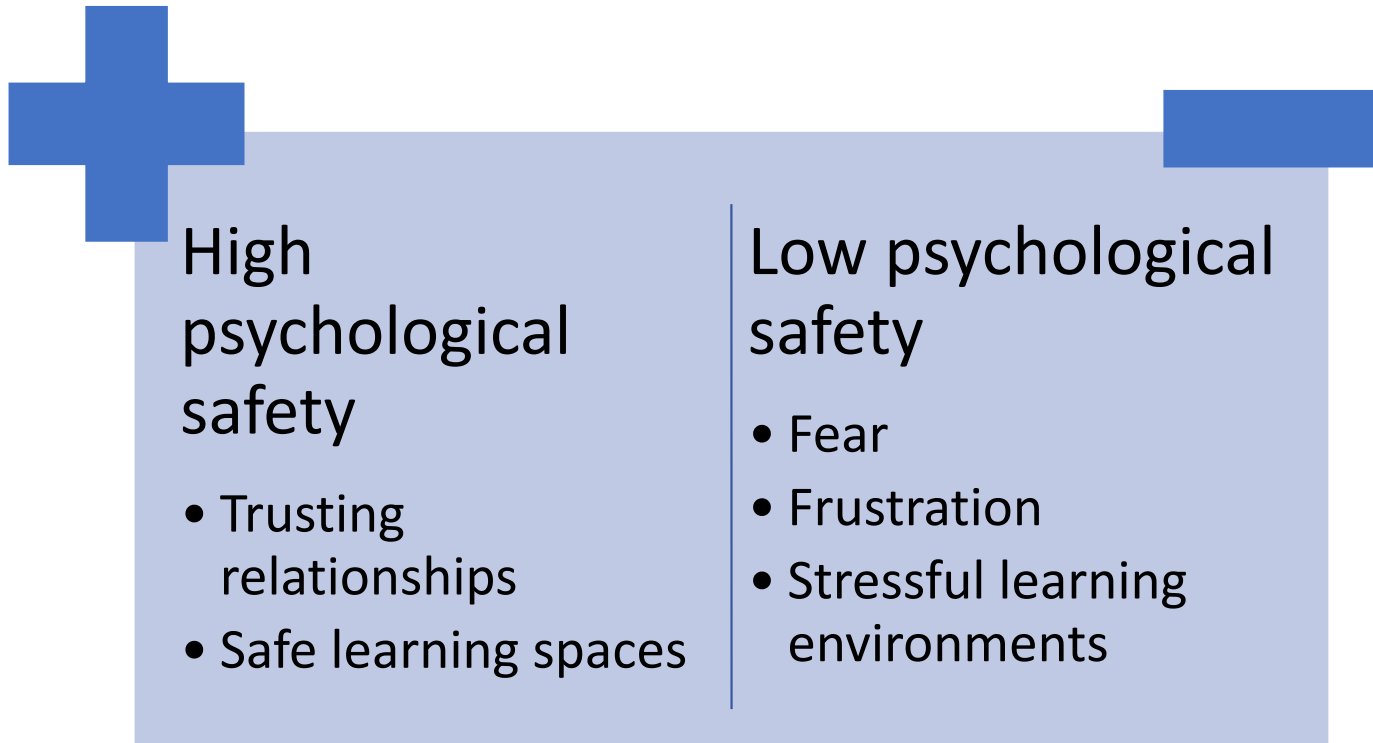 High
psychological
safety
• Trusting
relationships
• Safe learning spaces
Low psychological
safety
• Fear
• Frustration
• Stressful learning
environments